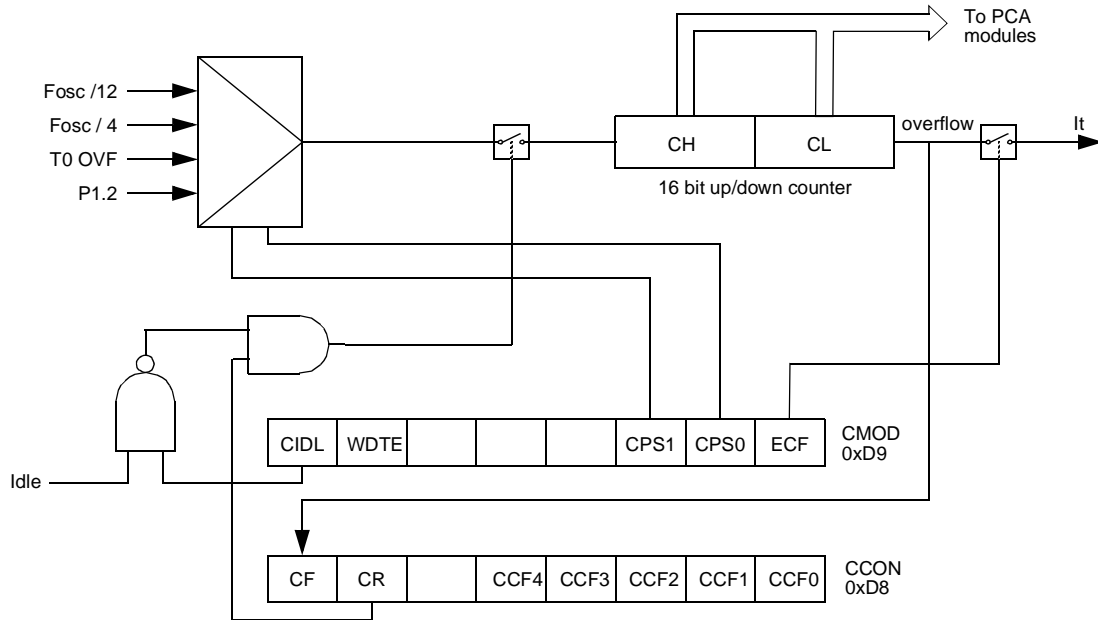 To PCA
modules
Fosc /12
Fosc / 4
T0 OVF
P1.2
CH
CL
overflow
It
16 bit up/down counter
CIDL
WDTE
CPS1
CPS0
ECF
CMOD
0xD9
Idle
CF
CR
CCF4
CCF3
CCF2
CCF1
CCF0
CCON
0xD8